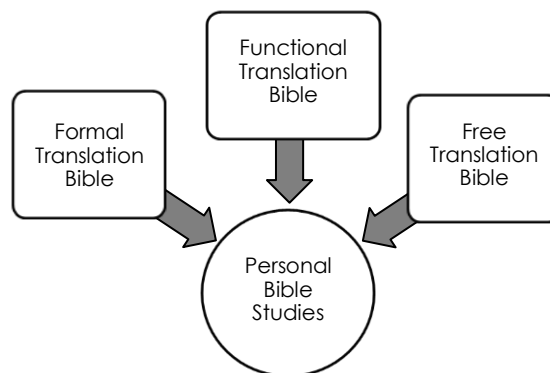 Functional
Translation
Bible
Formal
Translation
Bible
Free
Translation
Bible
Personal
Bible
Studies